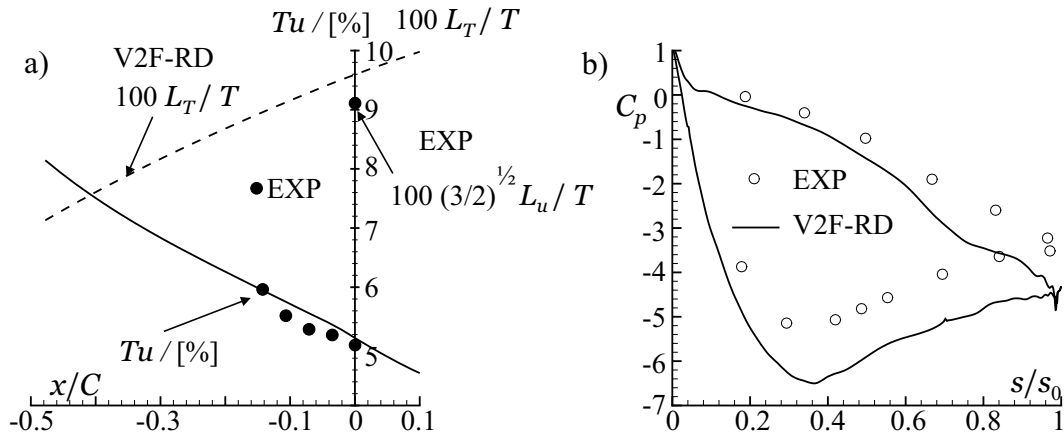 a)
Tu / [%]
100 L_T / T
V2F-RD
100 L_T / T
EXP
EXP
100 (3/2)^½ L_u / T
Tu / [%]
x/C
10
9
8
7
6
5
-0.5
-0.3
-0.1
0
0.1
b)
C_p
1
0
-1
-2
-3
-4
-5
-6
-7
EXP
V2F-RD
s/s_0
0
0.2
0.4
0.6
0.8
1